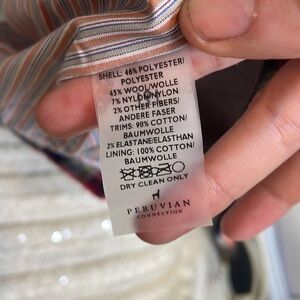 SHELL: 46% POLYESTER/
POLYESTER
45% WOOL/WOLLE
7% NYLON/NYLON
2% OTHER FIBERS/
ANDERE FASER
TRIMS: 98% COTTON/
BAUMWOLLE
2% ELASTANE/ELASTHAN
LINING: 100% COTTON/
BAUMWOLLE
DRY CLEAN ONLY
PERUVIAN
CONNECTION